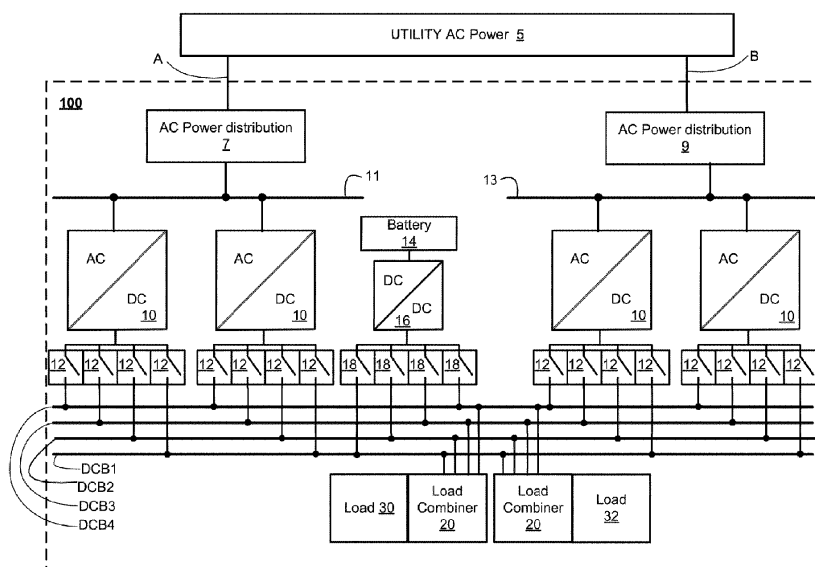 UTILITY AC Power 5
A
B
100
AC Power distribution
7
AC Power distribution
9
11
13
Battery
14
AC
DC
10
AC
DC
10
DC
DC
16
AC
DC
10
AC
DC
10
12 12 12 12
12 12 12 12
18 18 18 18
12 12 12 12
12 12 12 12
DCB1
DCB2
DCB3
DCB4
Load 30
Load
Combiner
20
Load
Combiner
20
Load
32